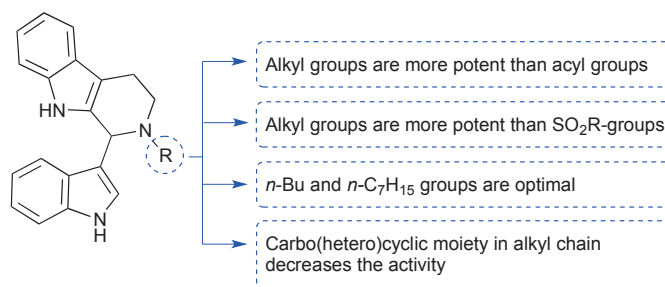 Alkyl groups are more potent than acyl groups
HN
N
Alkyl groups are more potent than SO₂R-groups
R
n-Bu and n-C₇H₁₅ groups are optimal
N
H
Carbo(hetero)cyclic moiety in alkyl chain
decreases the activity